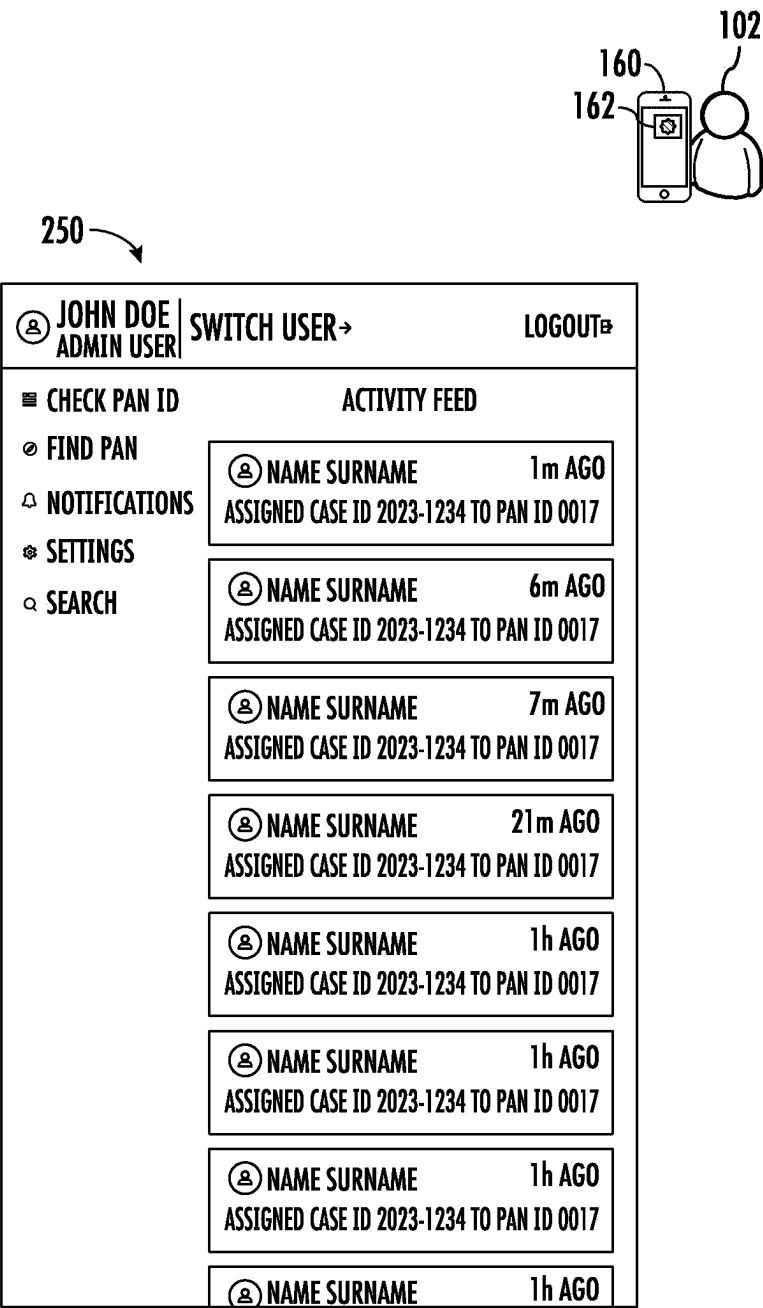 102
160
162
250
JOHN DOE
ADMIN USER
SWITCH USER→
LOGOUT
CHECK PAN ID
FIND PAN
NOTIFICATIONS
SETTINGS
SEARCH
ACTIVITY FEED
NAME SURNAME 1m AGO
ASSIGNED CASE ID 2023-1234 TO PAN ID 0017
NAME SURNAME 6m AGO
ASSIGNED CASE ID 2023-1234 TO PAN ID 0017
NAME SURNAME 7m AGO
ASSIGNED CASE ID 2023-1234 TO PAN ID 0017
NAME SURNAME 21m AGO
ASSIGNED CASE ID 2023-1234 TO PAN ID 0017
NAME SURNAME 1h AGO
ASSIGNED CASE ID 2023-1234 TO PAN ID 0017
NAME SURNAME 1h AGO
ASSIGNED CASE ID 2023-1234 TO PAN ID 0017
NAME SURNAME 1h AGO
ASSIGNED CASE ID 2023-1234 TO PAN ID 0017
NAME SURNAME 1h AGO